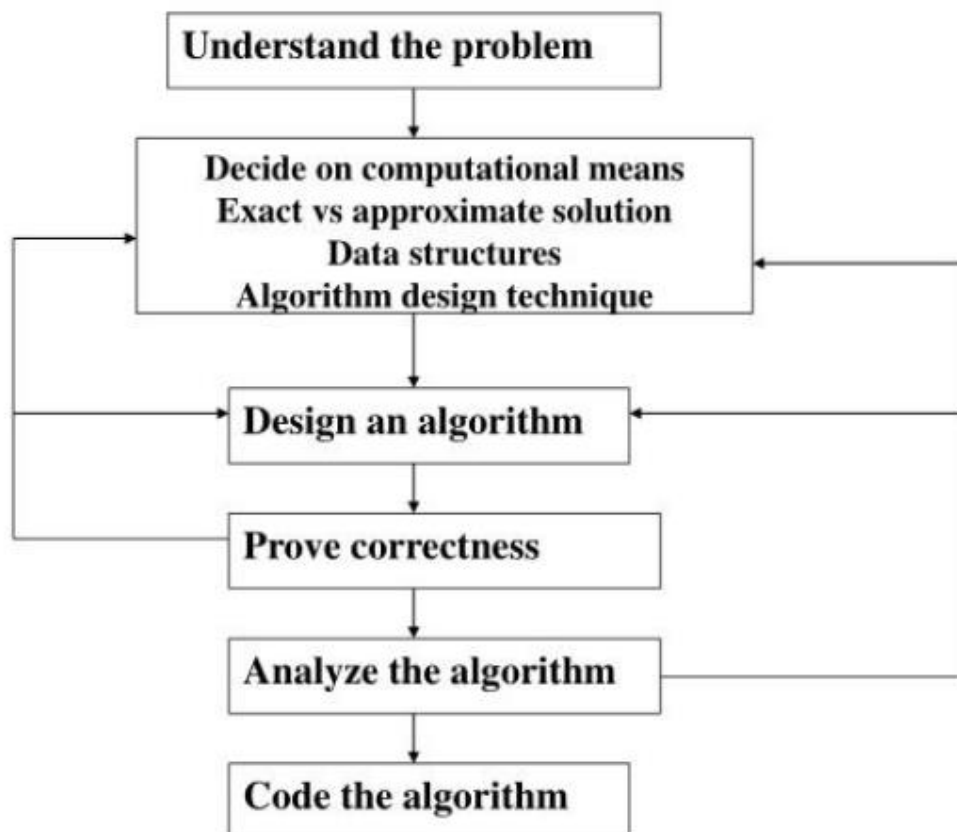 Understand the problem
Decide on computational means
Exact vs approximate solution
Data structures
Algorithm design technique
Design an algorithm
Prove correctness
Analyze the algorithm
Code the algorithm